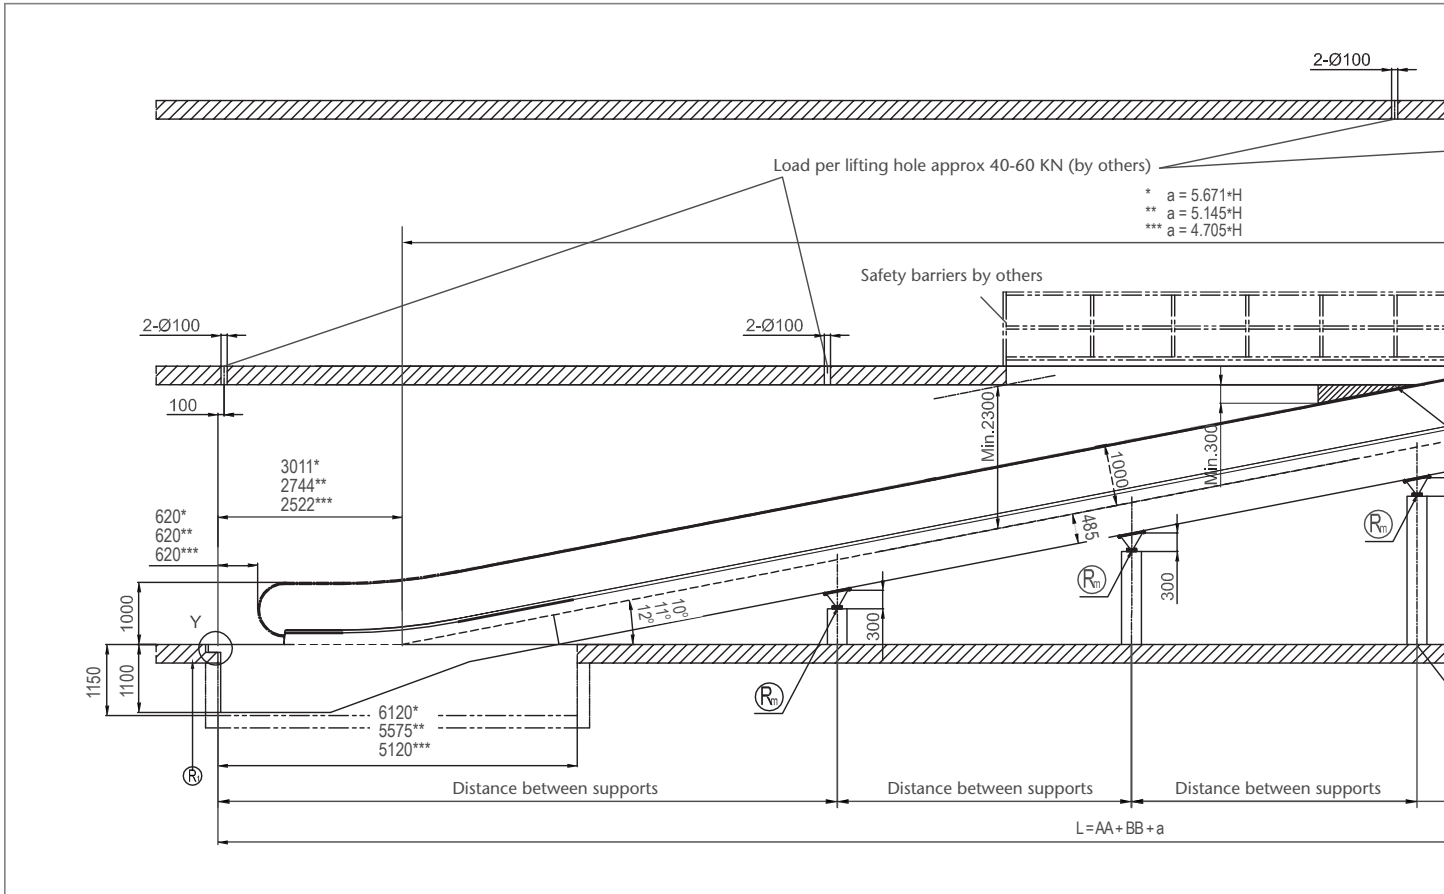 2-Ø100
Load per lifting hole approx 40-60 KN (by others)
* a = 5.671*H
** a = 5.145*H
*** a = 4.705*H
Safety barriers by others
2-Ø100
2-Ø100
100
Min.2300
Min.300
3011*
2744**
2522***
1000
620*
620**
620***
485
Rm
Rm
300
1000
Y
10°
11°
12°
300
1150
1100
Rm
6120*
5575**
5120***
R1
Distance between supports
Distance between supports
Distance between supports
L=AA+BB+a